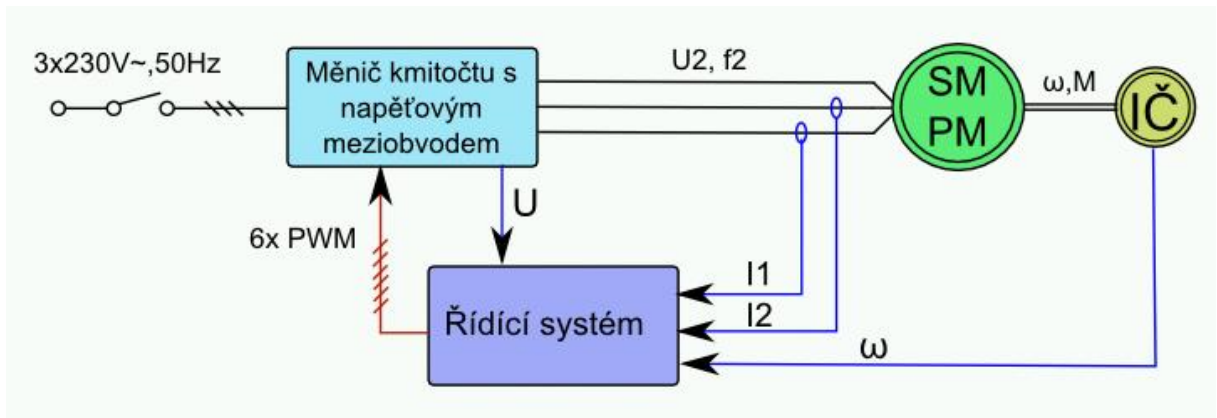 3x230V~,50Hz
Měnič kmitočtu s
napěťovým
meziobvodem
U2, f2
SM
PM
ω,M
IČ
U
6x PWM
Řídící systém
I1
I2
ω